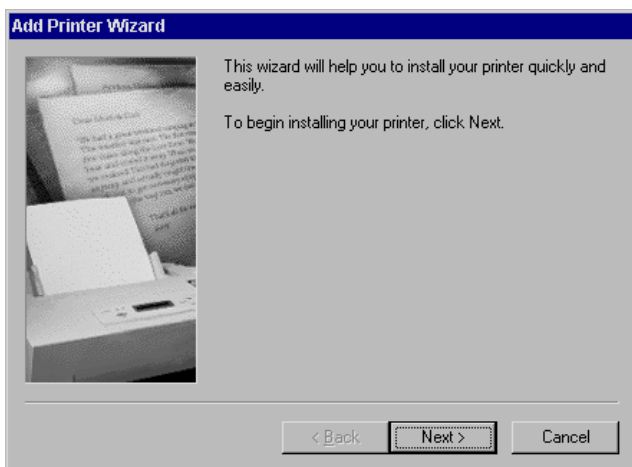 Add Printer Wizard
This wizard will help you to install your printer quickly and
easily.
To begin installing your printer, click Next.
< Back
Next >
Cancel